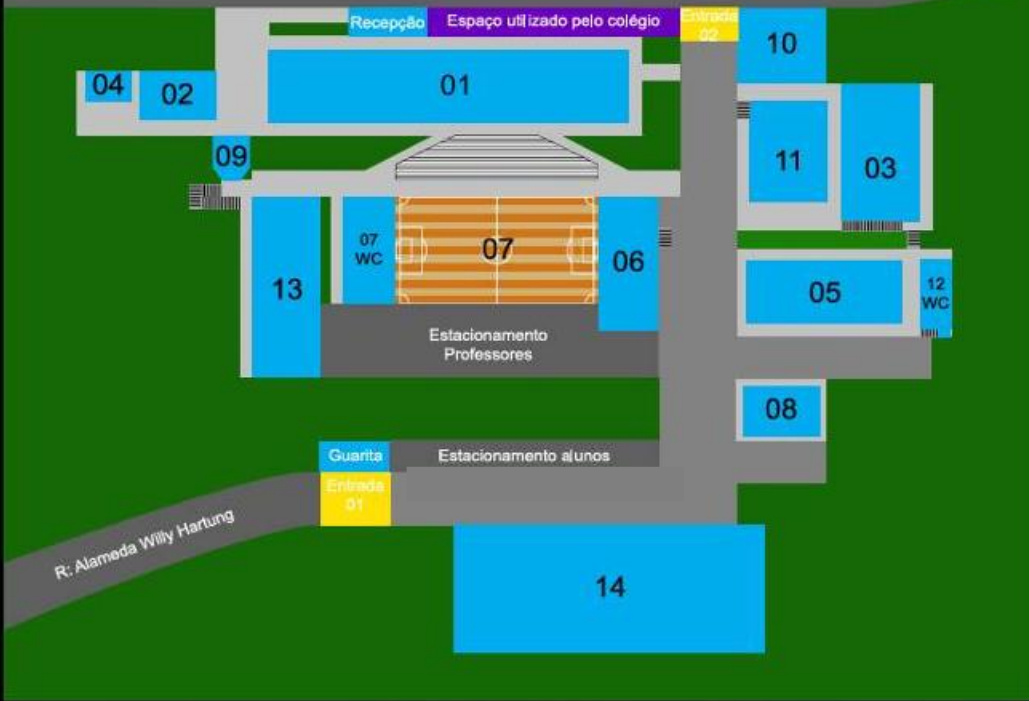 Recepção
Espaço utilizado pelo colégio
Entrada
02
10
04
02
01
09
11
03
07
WC
07
06
13
05
12
WC
Estacionamento
Professores
08
Guarita
Estacionamento alunos
Entrada
01
R: Alameda Willy Hartung
14